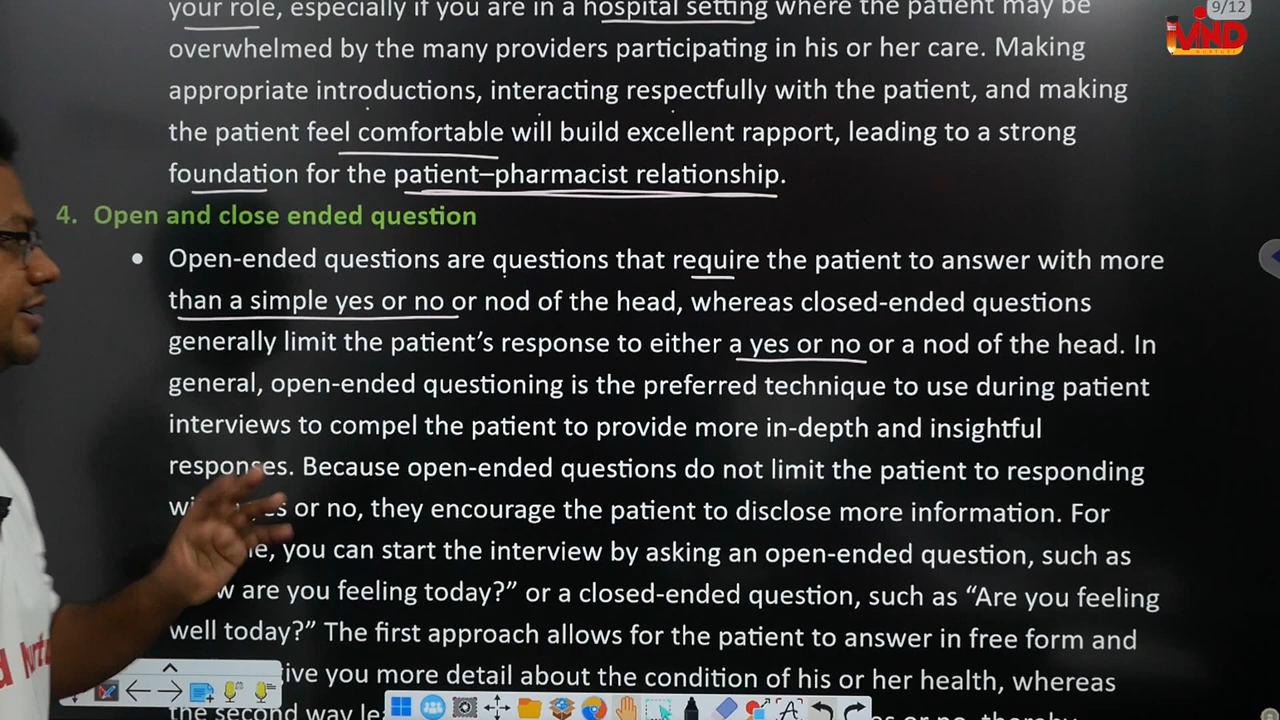 your role, especially if you are in a hospital setting where the patient may be
9/12
MIND
NURTURE
overwhelmed by the many providers participating in his or her care. Making
appropriate introductions, interacting respectfully with the patient, and making
the patient feel comfortable will build excellent rapport, leading to a strong
foundation for the patient–pharmacist relationship.
4. Open and close ended question
• Open-ended questions are questions that require the patient to answer with more
than a simple yes or no or nod of the head, whereas closed-ended questions
generally limit the patient’s response to either a yes or no or a nod of the head. In
general, open-ended questioning is the preferred technique to use during patient
interviews to compel the patient to provide more in-depth and insightful
responses. Because open-ended questions do not limit the patient to responding
or no, they encourage the patient to disclose more information. For
you can start the interview by asking an open-ended question, such as
are you feeling today?” or a closed-ended question, such as “Are you feeling
well today?” The first approach allows for the patient to answer in free form and
give you more detail about the condition of his or her health, whereas
the second way
or no, thereby